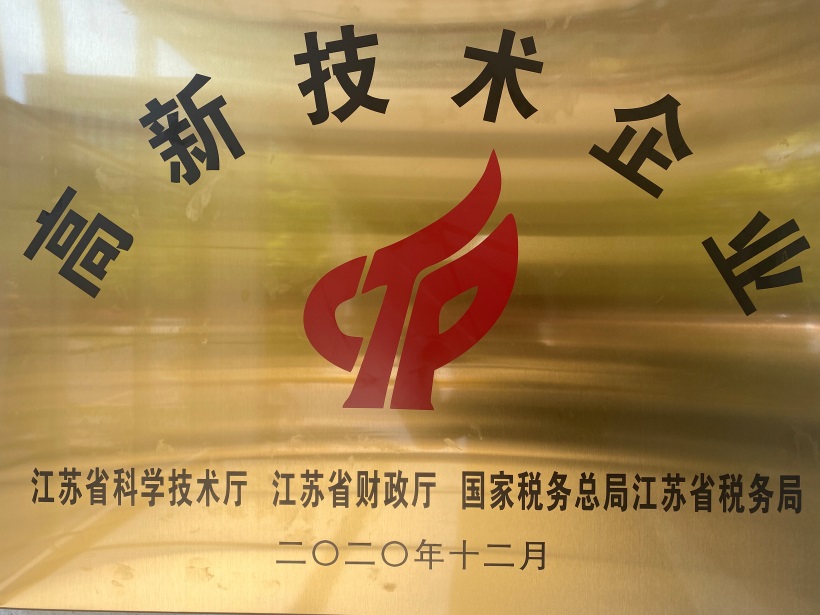 高新技术企业
江苏省科学技术厅 江苏省财政厅 国家税务总局江苏省税务局
二〇二〇年十二月